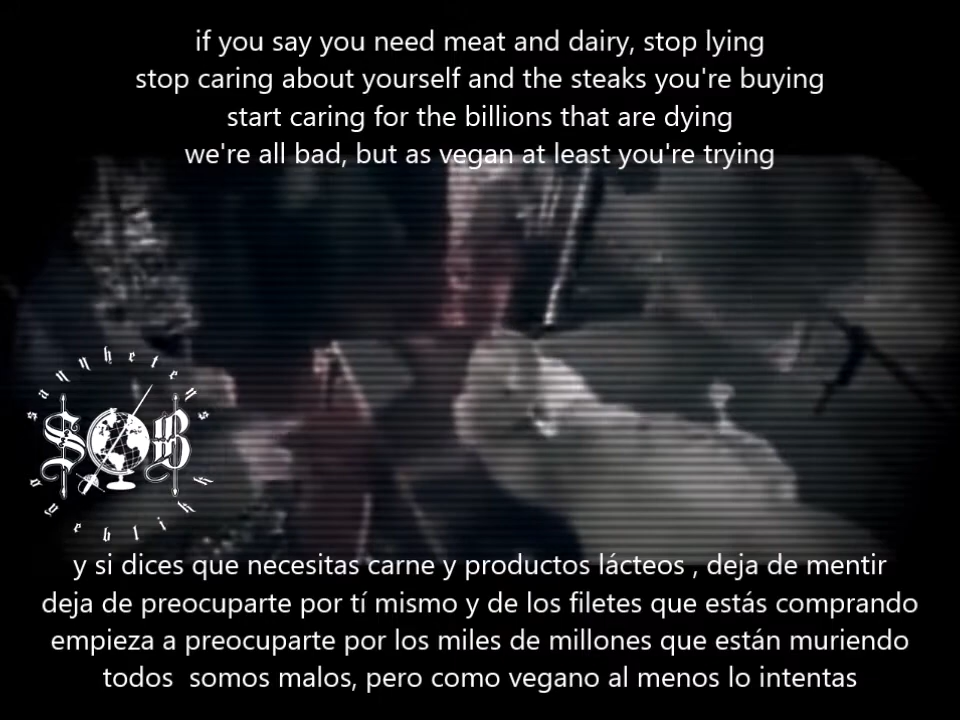 if you say you need meat and dairy, stop lying
stop caring about yourself and the steaks you're buying
start caring for the billions that are dying
we're all bad, but as vegan at least you're trying
sannhetens
SOB
ogeblikk
y si dices que necesitas carne y productos lácteos , deja de mentir
deja de preocuparte por tí mismo y de los filetes que estás comprando
empieza a preocuparte por los miles de millones que están muriendo
todos  somos malos, pero como vegano al menos lo intentas